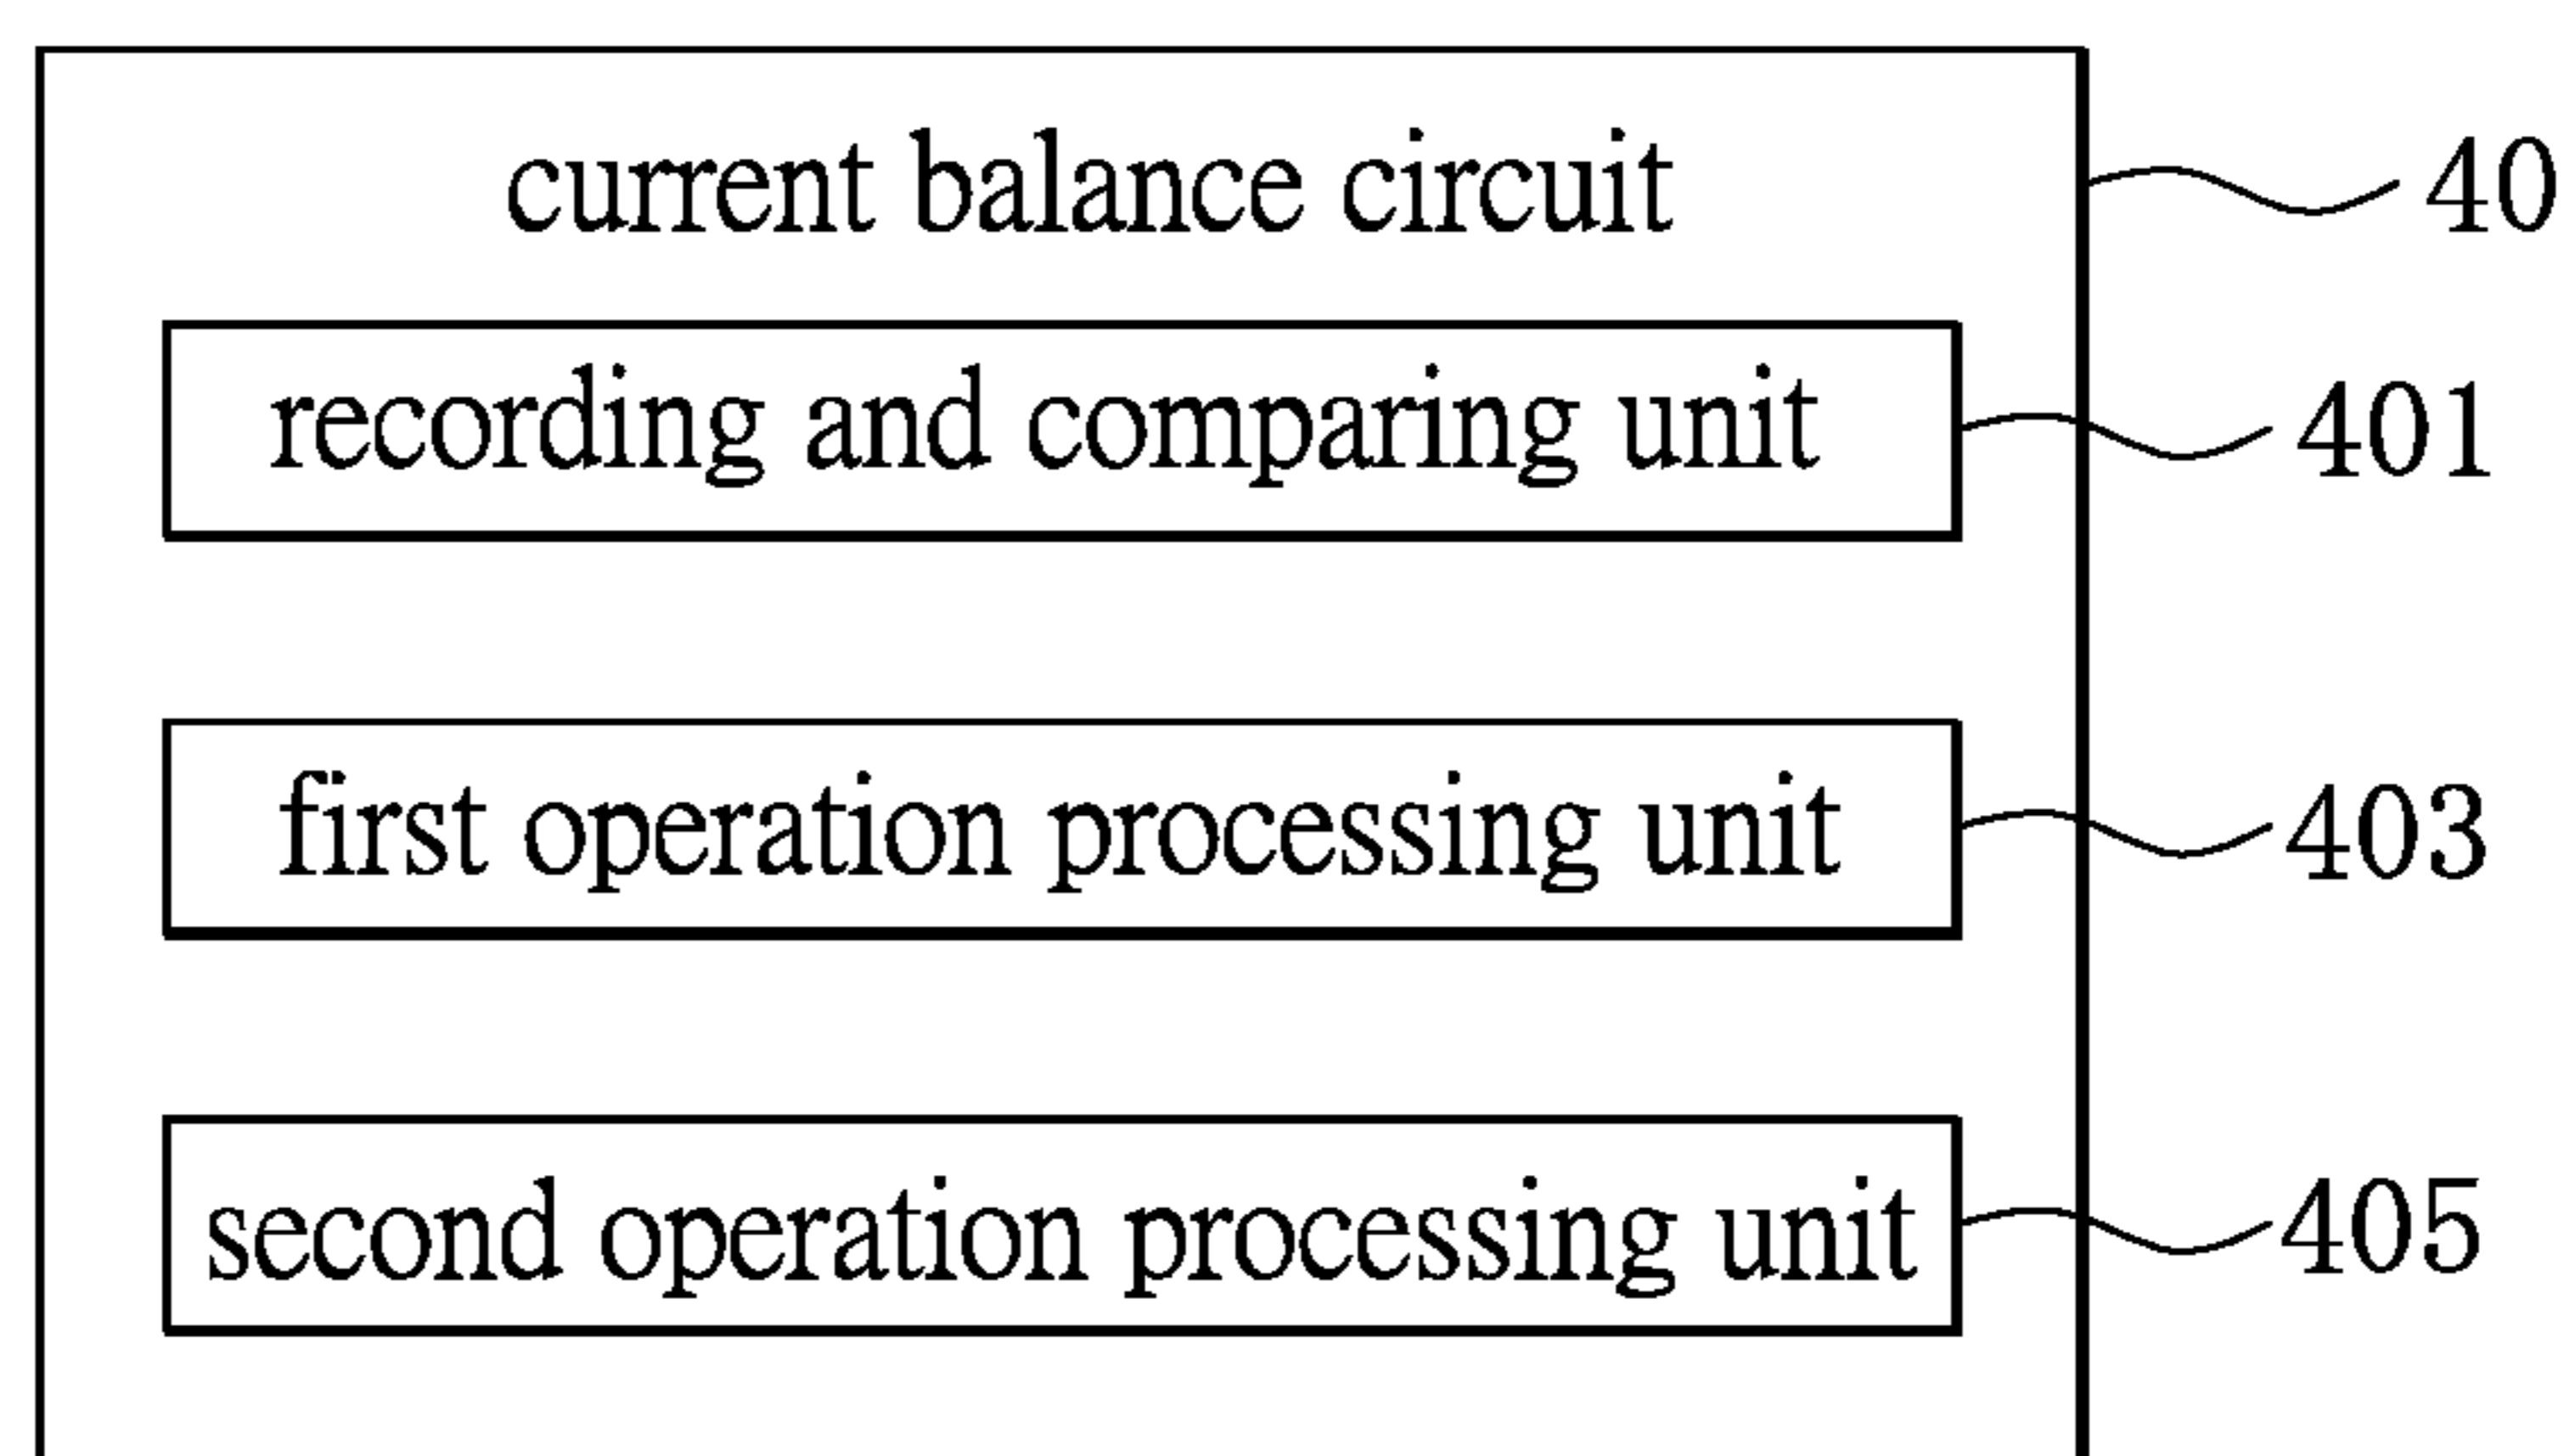 current balance circuit 40
recording and comparing unit 401
first operation processing unit 403
second operation processing unit 405